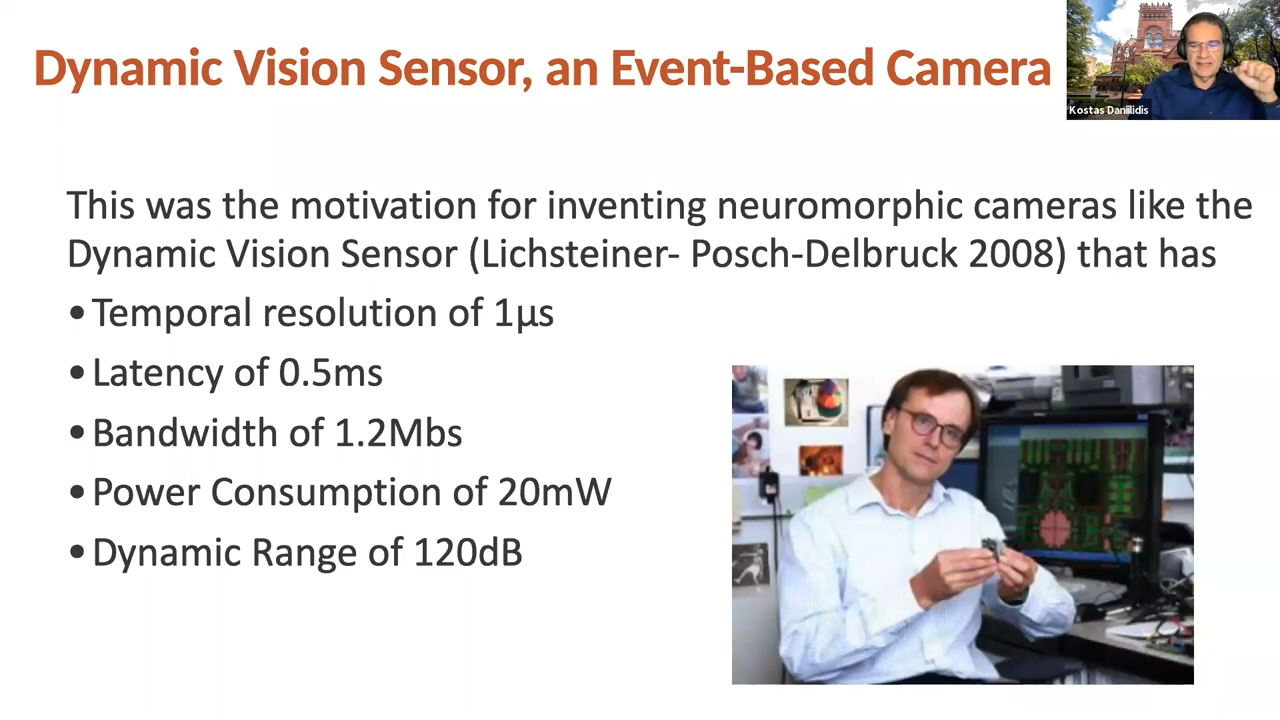 Dynamic Vision Sensor, an Event-Based Camera
Kostas Daniilidis
This was the motivation for inventing neuromorphic cameras like the
Dynamic Vision Sensor (Lichsteiner- Posch-Delbruck 2008) that has
•Temporal resolution of 1µs
•Latency of 0.5ms
•Bandwidth of 1.2Mbs
•Power Consumption of 20mW
•Dynamic Range of 120dB